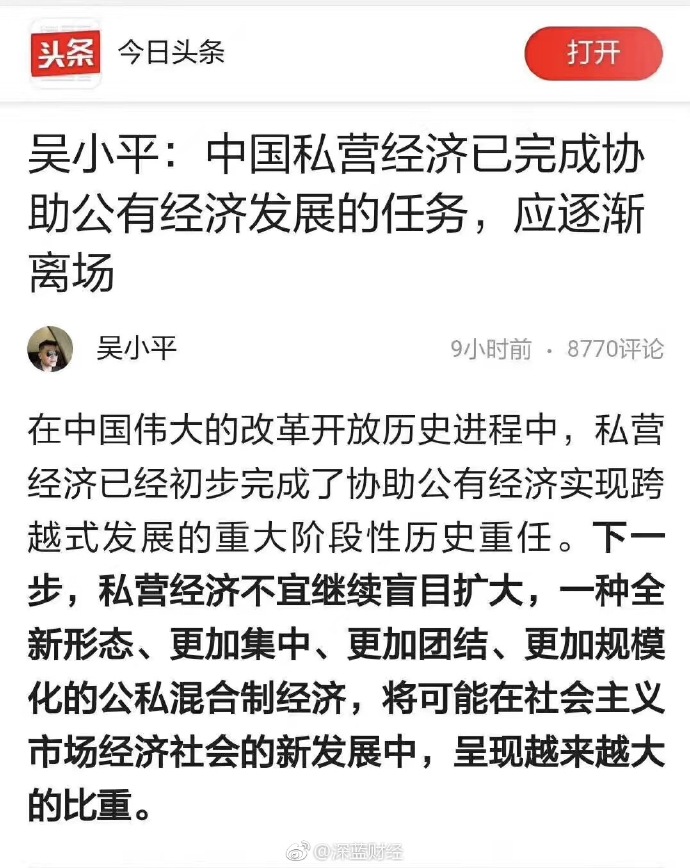 头条 今日头条 打开
吴小平：中国私营经济已完成协
助公有经济发展的任务，应逐渐
离场
吴小平 9小时前 · 8770评论
在中国伟大的改革开放历史进程中，私营
经济已经初步完成了协助公有经济实现跨
越式发展的重大阶段性历史重任。下一
步，私营经济不宜继续盲目扩大，一种全
新形态、更加集中、更加团结、更加规模
化的公私混合制经济，将可能在社会主义
市场经济社会的新发展中，呈现越来越大
的比重。
@深蓝财经